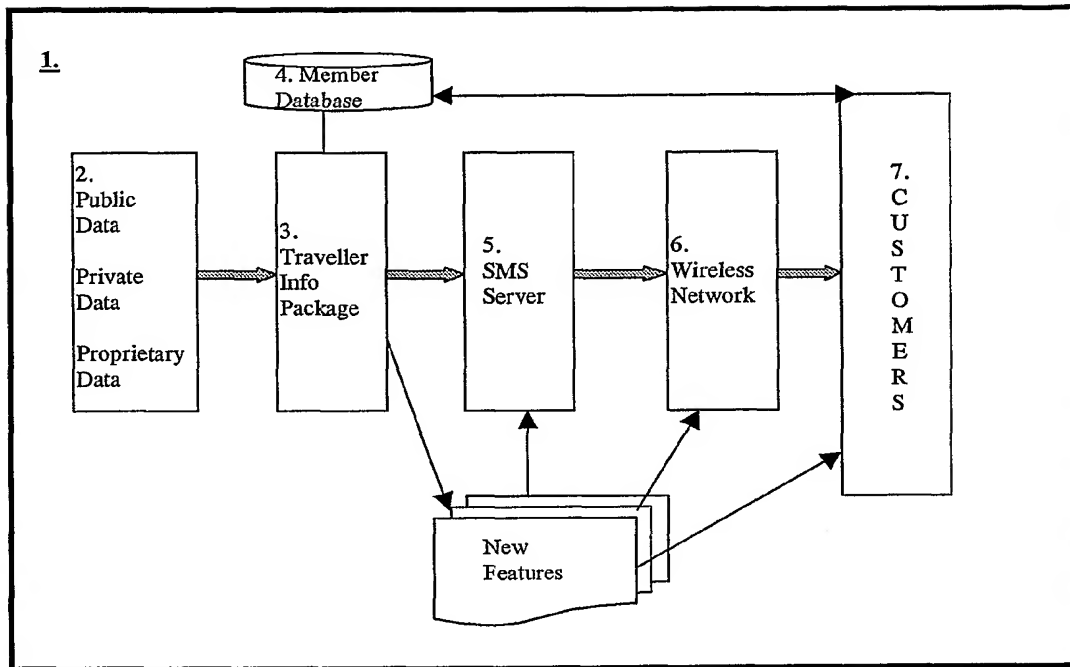 1.
4. Member
Database
2.
Public
Data
Private
Data
Proprietary
Data
3.
Traveller
Info
Package
5.
SMS
Server
6.
Wireless
Network
7.
C
U
S
T
O
M
E
R
S
New
Features